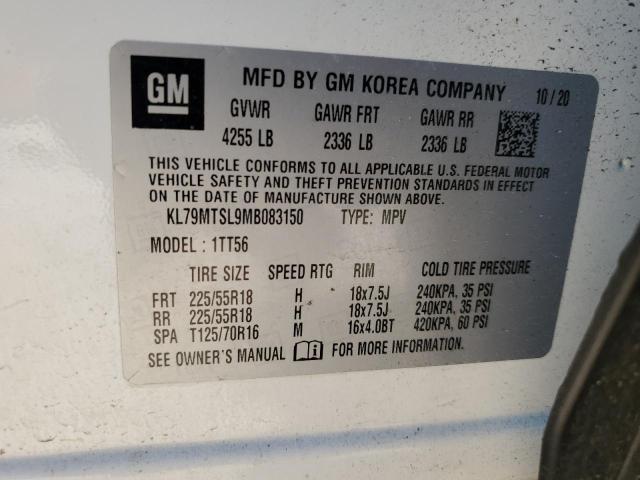 GM
MFD BY GM KOREA COMPANY 10/20
GVWR GAWR FRT GAWR RR
4255 LB 2336 LB 2336 LB
THIS VEHICLE CONFORMS TO ALL APPLICABLE U.S. FEDERAL MOTOR
VEHICLE SAFETY AND THEFT PREVENTION STANDARDS IN EFFECT
ON THE DATE OF MANUFACTURE SHOWN ABOVE.
KL79MTSL9MB083150 TYPE: MPV
MODEL: 1TT56
TIRE SIZE SPEED RTG RIM COLD TIRE PRESSURE
FRT 225/55R18 H 18x7.5J 240KPA, 35 PSI
RR 225/55R18 H 18x7.5J 240KPA, 35 PSI
SPA T125/70R16 M 16x4.0BT 420KPA, 60 PSI
SEE OWNER'S MANUAL i FOR MORE INFORMATION.